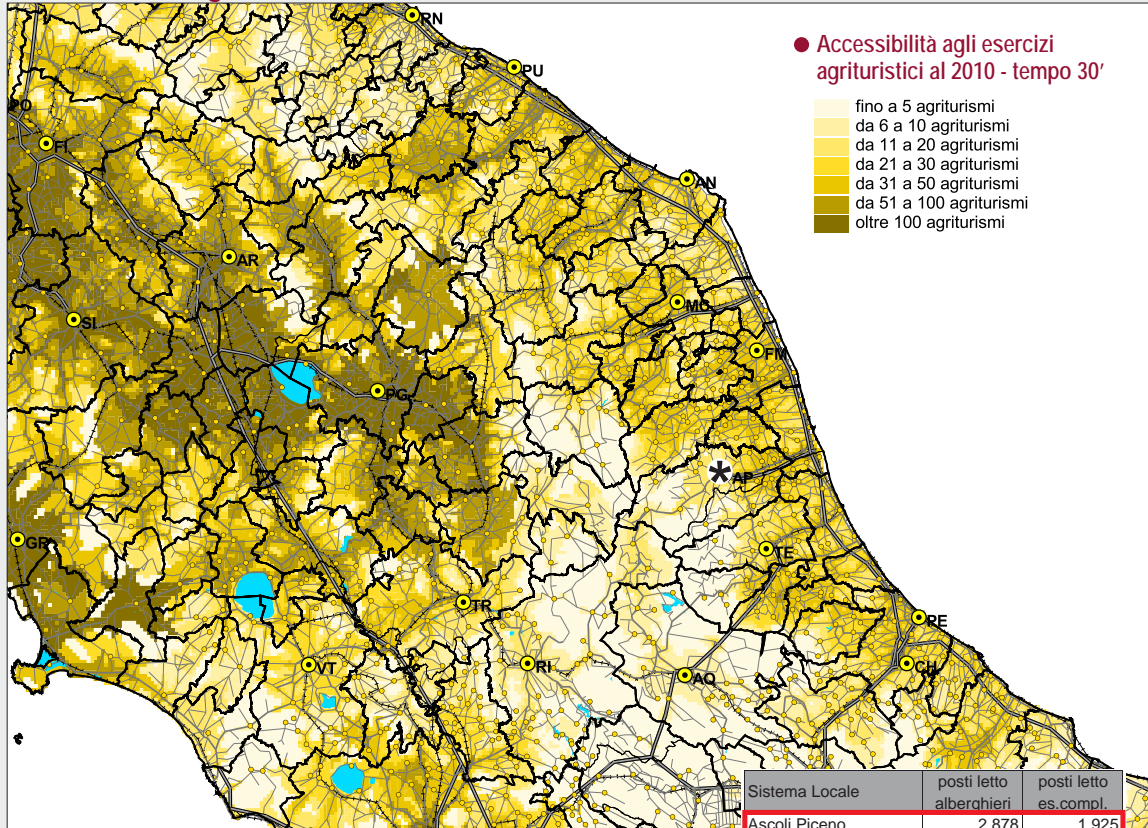 ● Accessibilità agli esercizi
agrituristici al 2010 - tempo 30'
fino a 5 agriturismi
da 6 a 10 agriturismi
da 11 a 20 agriturismi
da 21 a 30 agriturismi
da 31 a 50 agriturismi
da 51 a 100 agriturismi
oltre 100 agriturismi
RN
PU
PO
FI
AN
AR
MC
SI
FM
PG
* AP
GR
TE
TR
PE
VT
RI
CH
AQ
Sistema Locale posti letto alberghieri posti letto es.compl.
Ascoli Piceno 2.878 1.925